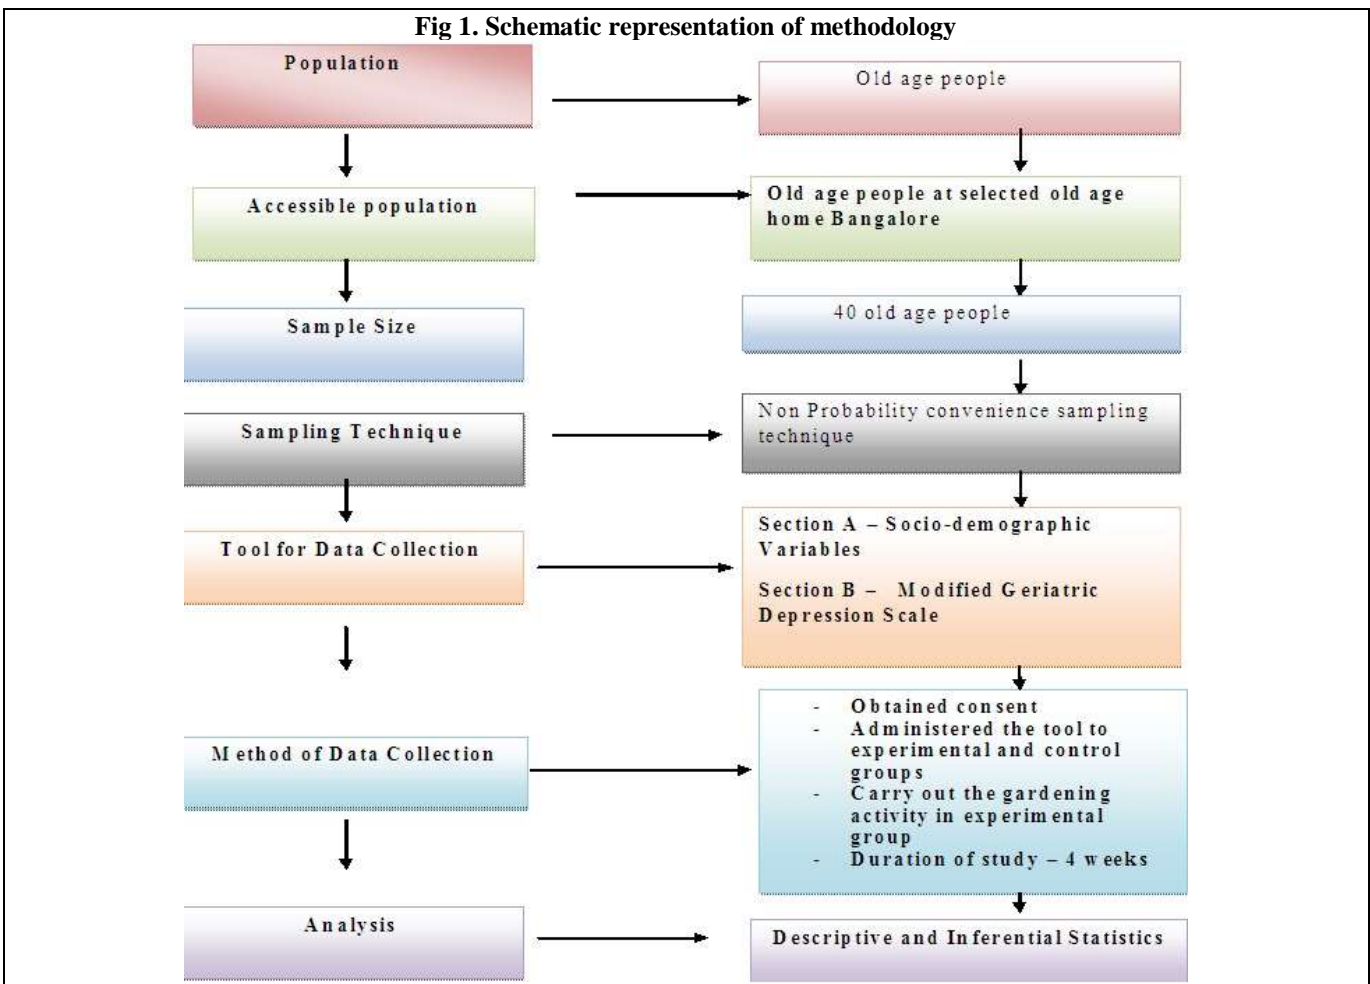 Fig 1. Schematic representation of methodology
Population
Old age people
Accessible population
Old age people at selected old age
home Bangalore
Sample Size
40 old age people
Sampling Technique
Non Probability convenience sampling
technique
Tool for Data Collection
Section A – Socio-demographic
Variables
Section B – Modified Geriatric
Depression Scale
Method of Data Collection
- Obtained consent
- Administered the tool to
experimental and control
groups
- Carry out the gardening
activity in experimental
group
- Duration of study – 4 weeks
Analysis
Descriptive and Inferential Statistics